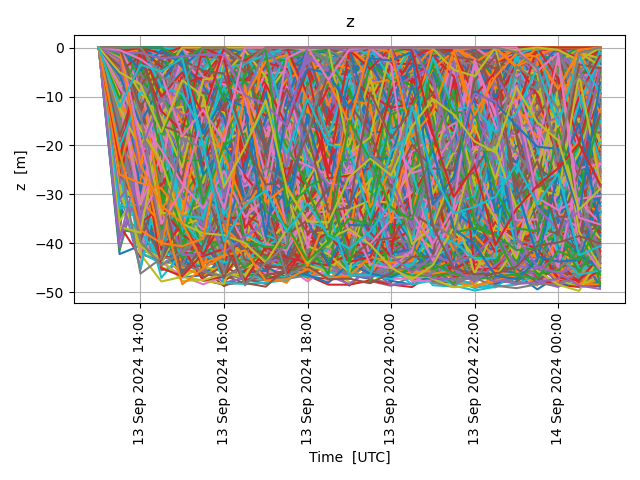 z
0
−10
−20
−30
−40
−50
z [m]
13 Sep 2024 14:00
13 Sep 2024 16:00
13 Sep 2024 18:00
13 Sep 2024 20:00
13 Sep 2024 22:00
14 Sep 2024 00:00
Time [UTC]